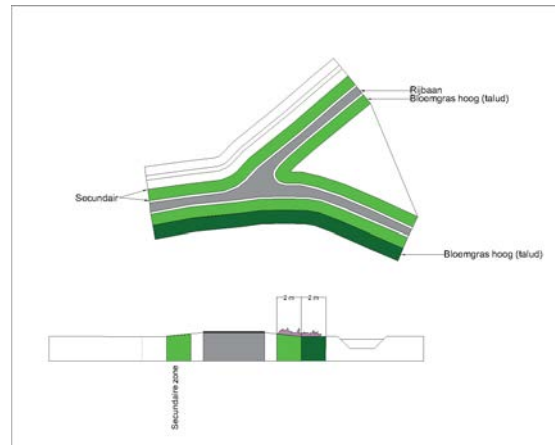 Rijbaan
Bloemgras hoog (talud)
Secundair
Bloemgras hoog (talud)
2 m 2 m
Secundaire zone